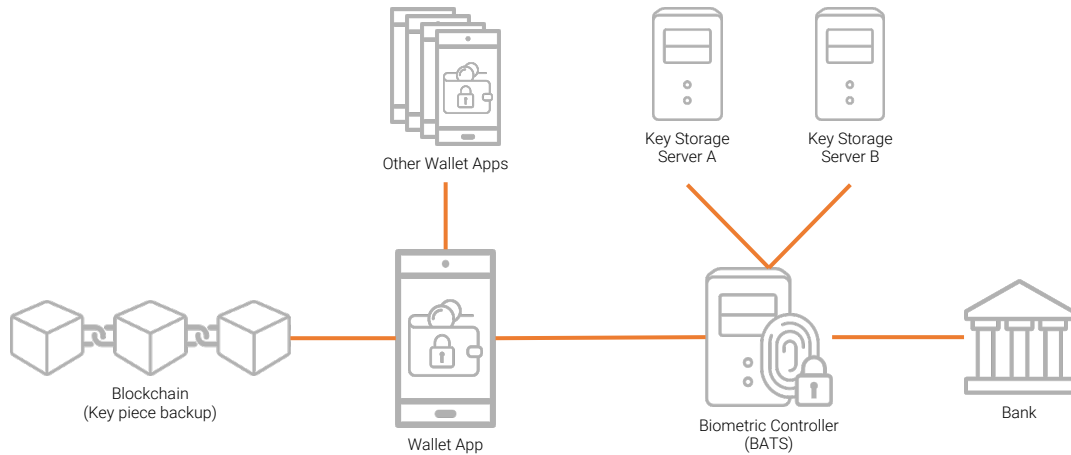 Other Wallet Apps
Key Storage
Server A
Key Storage
Server B
Blockchain
(Key piece backup)
Wallet App
Biometric Controller
(BATS)
Bank